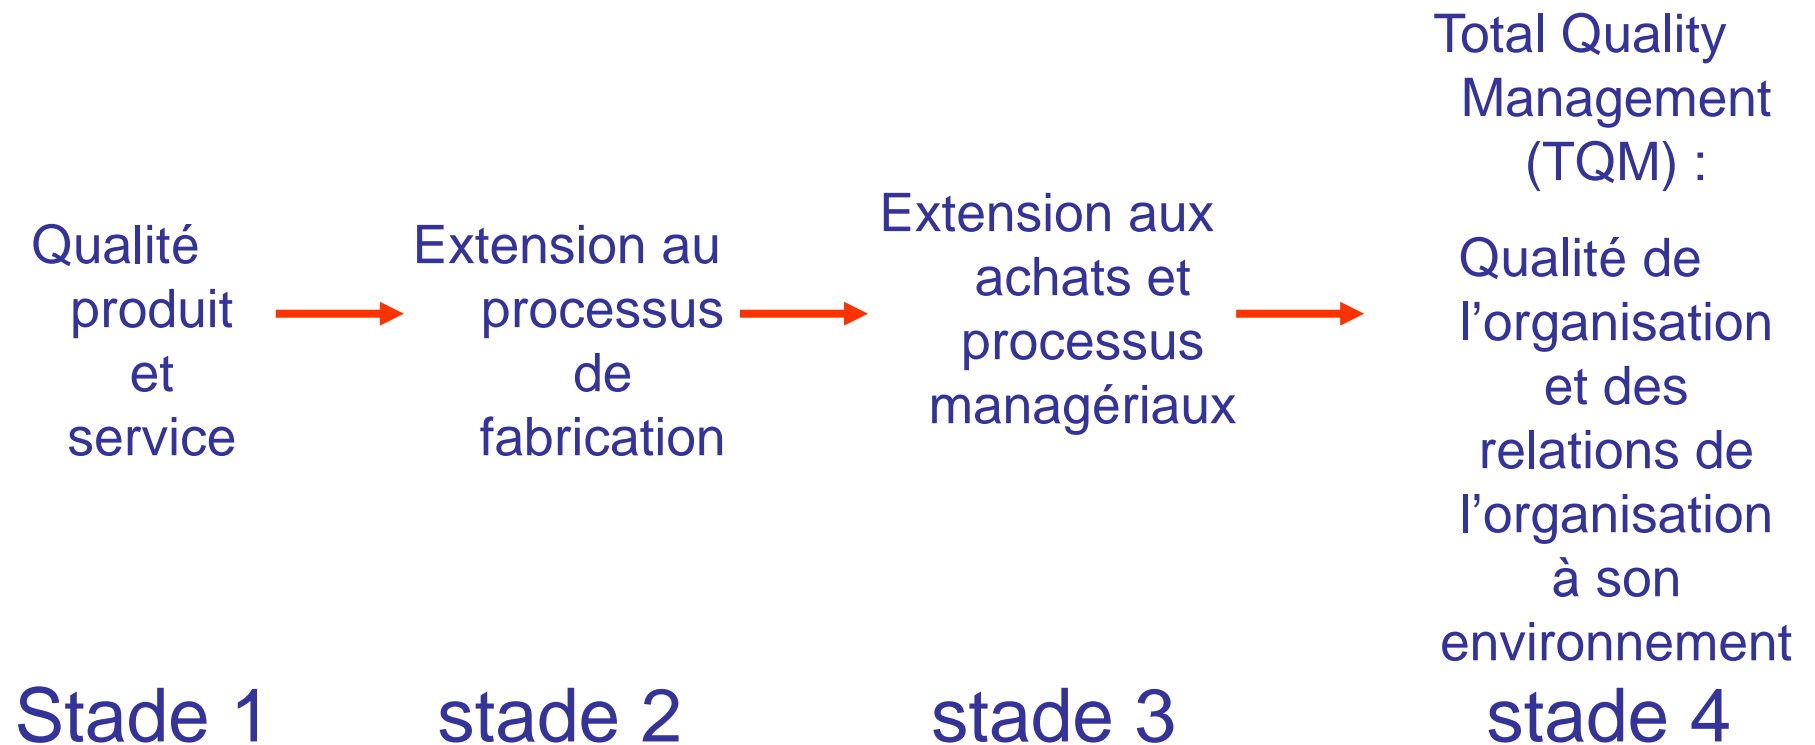 Qualité
produit
et
service
Extension au
processus
de
fabrication
Extension aux
achats et
processus
managériaux
Total Quality
Management
(TQM) :
Qualité de
l’organisation
et des
relations de
l’organisation
à son
environnement
Stade 1
stade 2
stade 3
stade 4